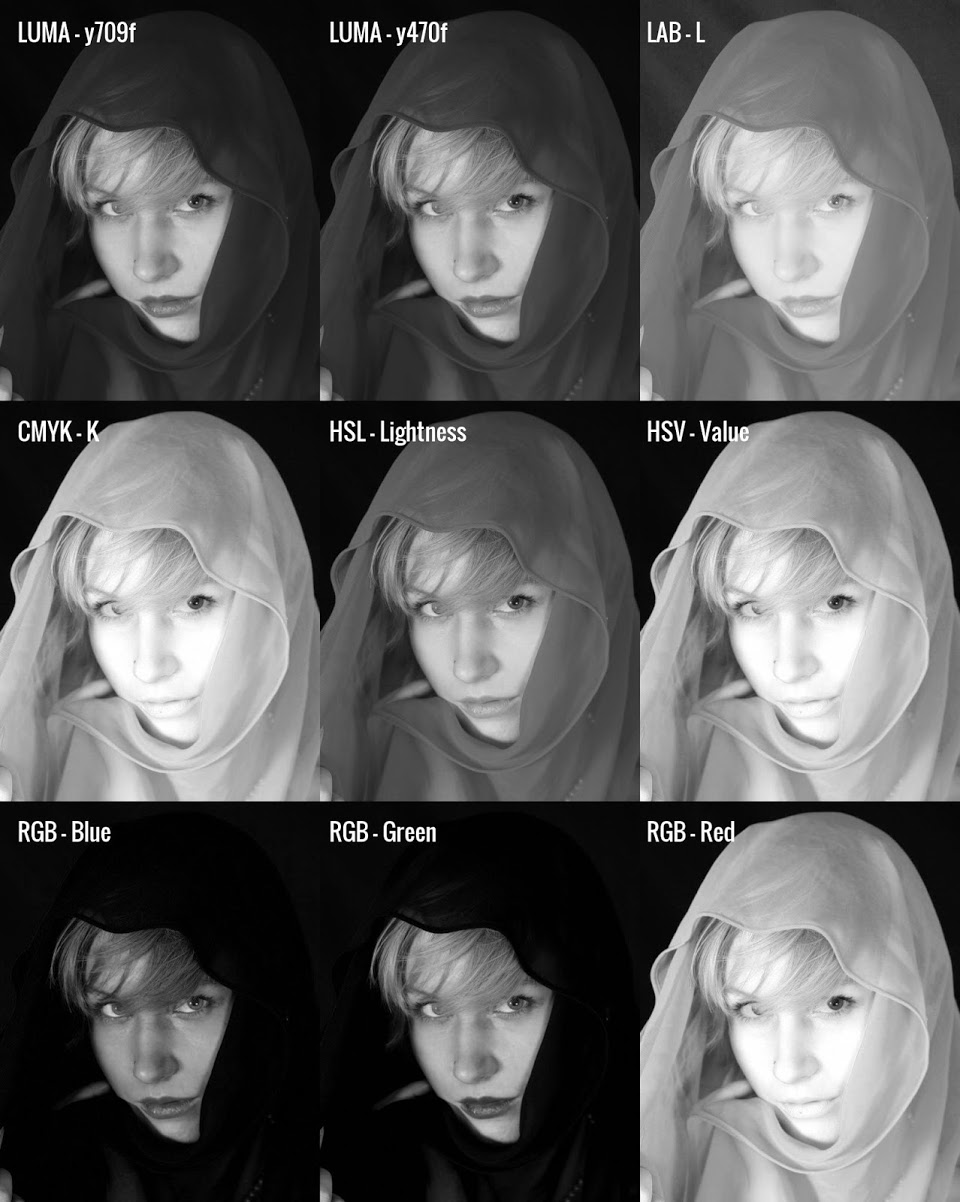 LUMA - y709f
LUMA - y470f
LAB - L
CMYK - K
HSL - Lightness
HSV - Value
RGB - Blue
RGB - Green
RGB - Red